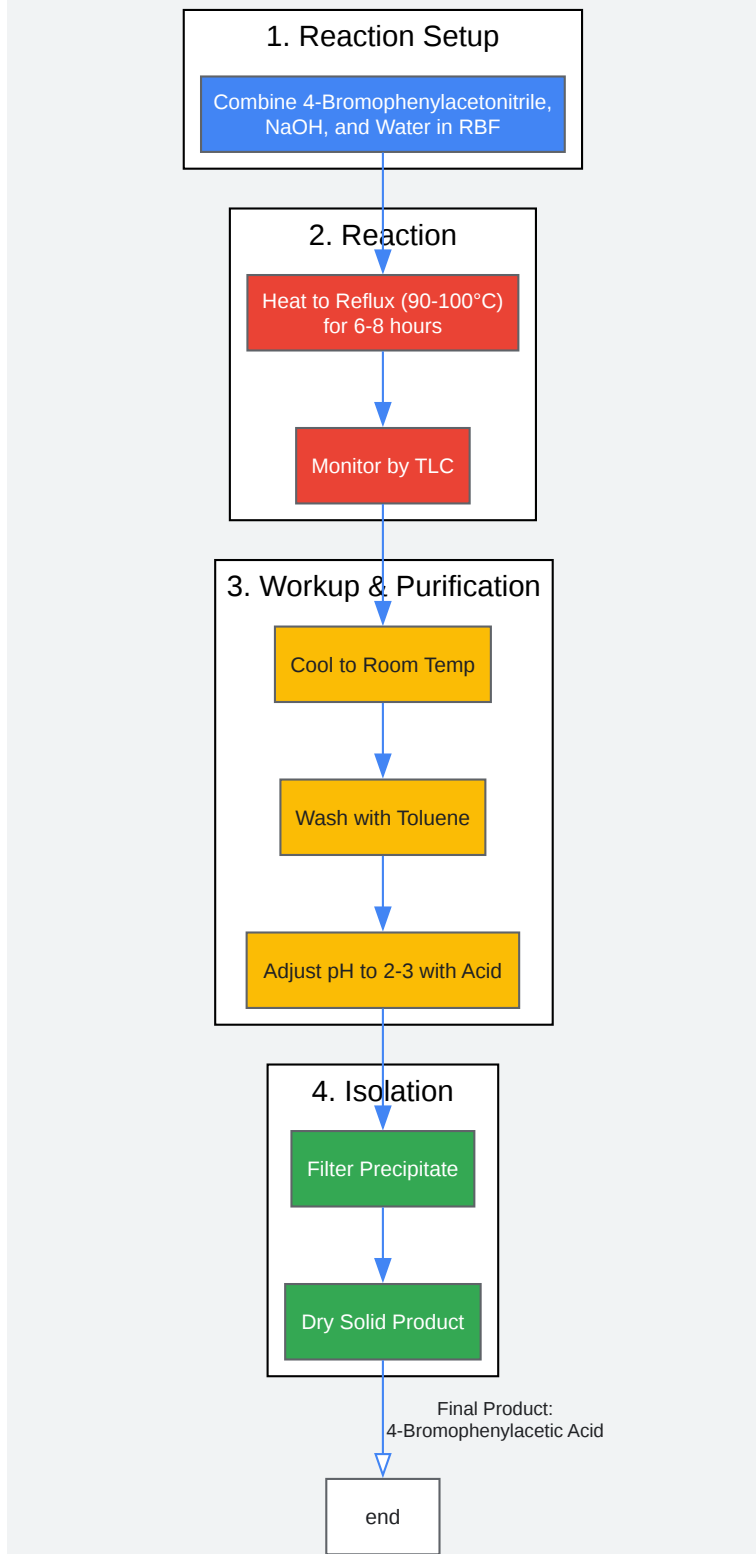 1. Reaction Setup
Combine 4-Bromophenylacetonitrile,
NaOH, and Water in RBF
2. Reaction
Heat to Reflux (90-100°C)
for 6-8 hours
Monitor by TLC
3. Workup & Purification
Cool to Room Temp
Wash with Toluene
Adjust pH to 2-3 with Acid
4. Isolation
Filter Precipitate
Dry Solid Product
Final Product:
4-Bromophenylacetic Acid
end